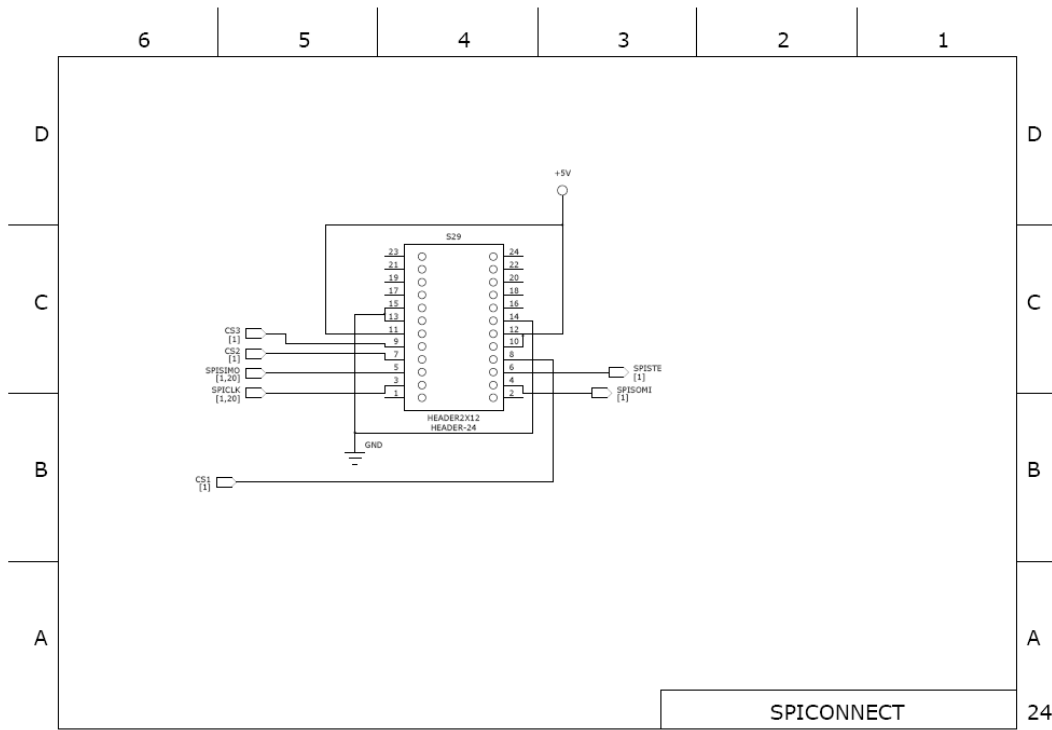 6 5 4 3 2 1
D D
+5V
S29
23 24
21 22
19 20
C 17 18 C
15 16
13 14
11 12
CS3
[1]
9 10
CS2
[1]
7 8
SPISIMO
[1,20]
5 6
SPISTE
[1]
3 4
SPICLK
[1,20]
1 2
SPISOMI
[1]
HEADER2X12
HEADER-24
GND
B B
CS1
[1]
A A
SPICONNECT 24